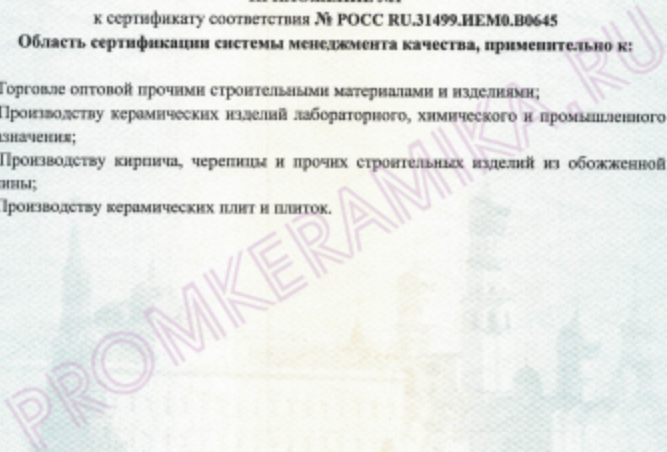 к сертификату соответствия № РОСС RU.31499.ИЕМ0.В0645
Область сертификации системы менеджмента качества, применительно к:
Торговле оптовой прочими строительными материалами и изделиями;
Производству керамических изделий лабораторного, химического и промышленного
азначения;
Производству кирпича, черепицы и прочих строительных изделий из обожженной
ины;
Производству керамических плит и плиток.
PROMKERAMIKA.RU